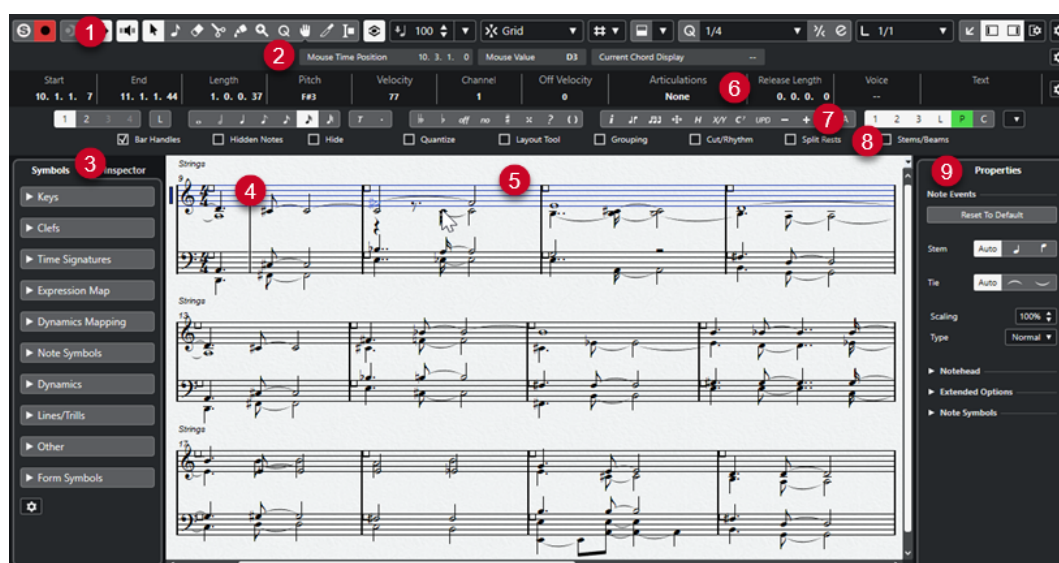 1 100 Grid Q 1/4 L 1/1
2 Mouse Time Position 10. 3. 1. 0 Mouse Value D3 Current Chord Display --
Start End Length Pitch Velocity Channel Off Velocity Articulations Release Length Voice Text
10. 1. 1. 7 11. 1. 1. 44 1. 0. 0. 37 F#3 77 1 0 None 6 0. 0. 0. 0 --
1 2 3 4 L T . off no ? ( ) i H X/Y C UPD 7 A 1 2 3 L P C
Bar Handles Hidden Notes Hide Quantize Layout Tool Grouping Cut/Rhythm Split Rests 8 Stems/Beams
Symbols 3 Inspector
Keys
Clefs
Time Signatures
Expression Map
Dynamics Mapping
Note Symbols
Dynamics
Lines/Trills
Other
Form Symbols
Strings
9
4 5
Strings
13
Strings
17
9 Properties
Note Events
Reset To Default
Stem Auto
Tie Auto
Scaling 100%
Type Normal
Notehead
Extended Options
Note Symbols